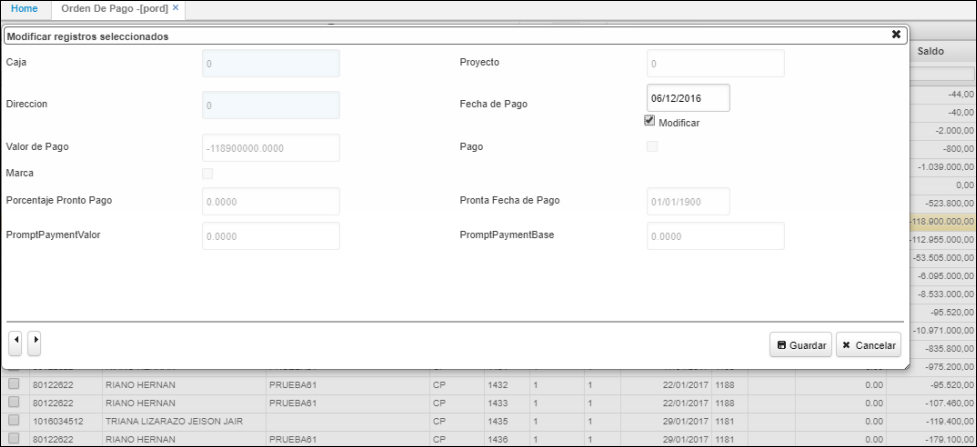 Home Orden De Pago -[pord] ×
Modificar registros seleccionados ✖
Saldo
Caja 0 Proyecto 0
Direccion 0 Fecha de Pago 06/12/2016
Modificar
Valor de Pago -118900000.0000 Pago
Marca
Porcentaje Pronto Pago 0.0000 Pronta Fecha de Pago 01/01/1900
PromptPaymentValor 0.0000 PromptPaymentBase 0.0000
Guardar ✖ Cancelar
-44,00
-40,00
-2.000,00
-800,00
-1.039.000,00
0,00
-523.800,00
-118.900.000,00
-112.955.000,00
-53.505.000,00
-6.095.000,00
-8.533.000,00
-95.520,00
-10.971.000,00
-835.800,00
-975.200,00
80122622 RIANO HERNAN PRUEBA61 CP 1432 1 1 22/01/2017 1188 0.00 -95.520,00
80122622 RIANO HERNAN PRUEBA61 CP 1433 1 1 22/01/2017 1188 0.00 -107.460,00
1016034512 TRIANA LIZARAZO JEISON JAIR CP 1435 1 1 29/01/2017 1181 0.00 -119.400,00
80122622 RIANO HERNAN PRUEBA61 CP 1436 1 1 29/01/2017 1188 0.00 -179.100,00